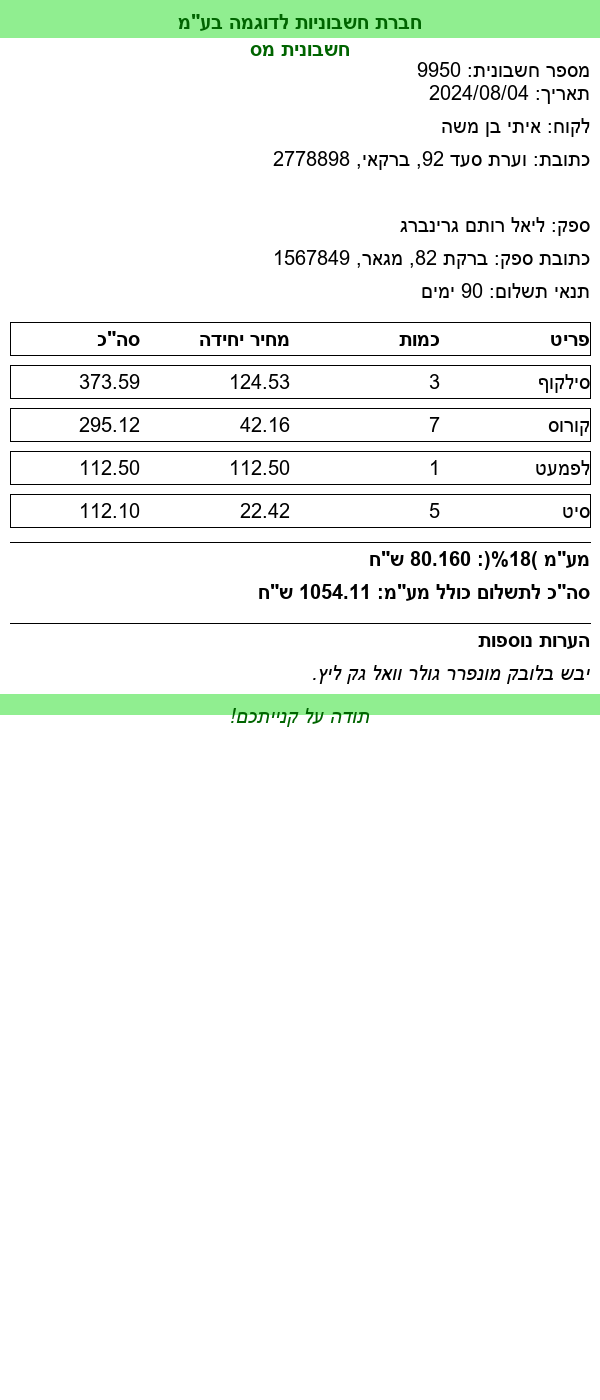 חברת חשבוניות לדוגמה בע"מ
חשבונית מס
מספר חשבונית: 9950
תאריך: 2024/08/04
לקוח: איתי בן משה
כתובת: וערת סעד 92, ברקאי, 2778898
ספק: ליאל רותם גרינברג
כתובת ספק: ברקת 82, מגאר, 1567849
תנאי תשלום: 90 ימים
פריט כמות מחיר יחידה סה"כ
סילקוף 3 124.53 373.59
קורוס 7 42.16 295.12
לפמעט 1 112.50 112.50
סיט 5 22.42 112.10
מע"מ )18%(: 80.160 ש"ח
סה"כ לתשלום כולל מע"מ: 1054.11 ש"ח
הערות נוספות
יבש בלובק מונפרר גולר וואל גק ליץ.
תודה על קנייתכם!